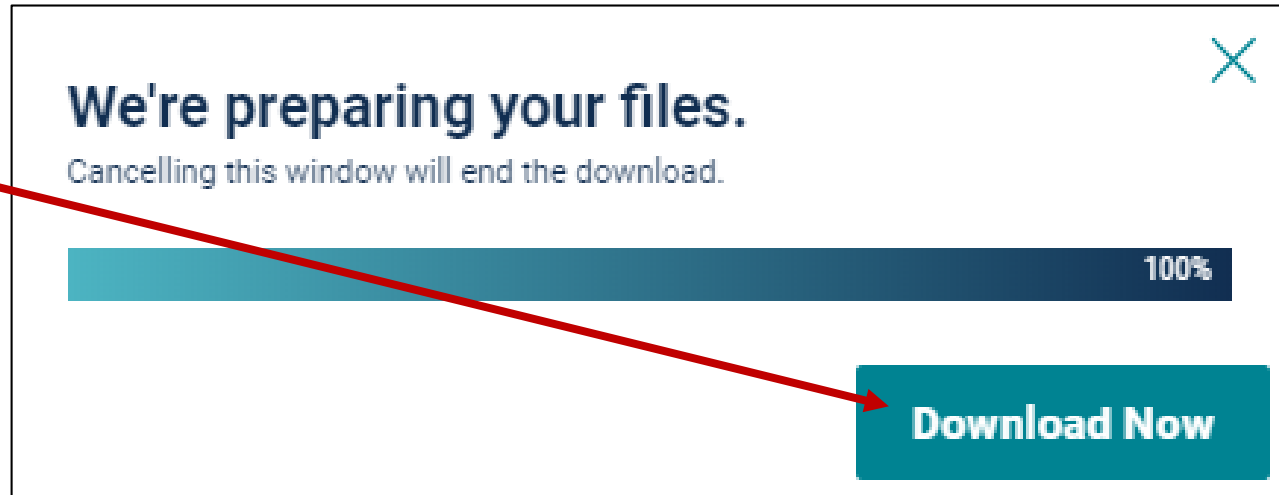 We're preparing your files.
Cancelling this window will end the download.
100%
Download Now